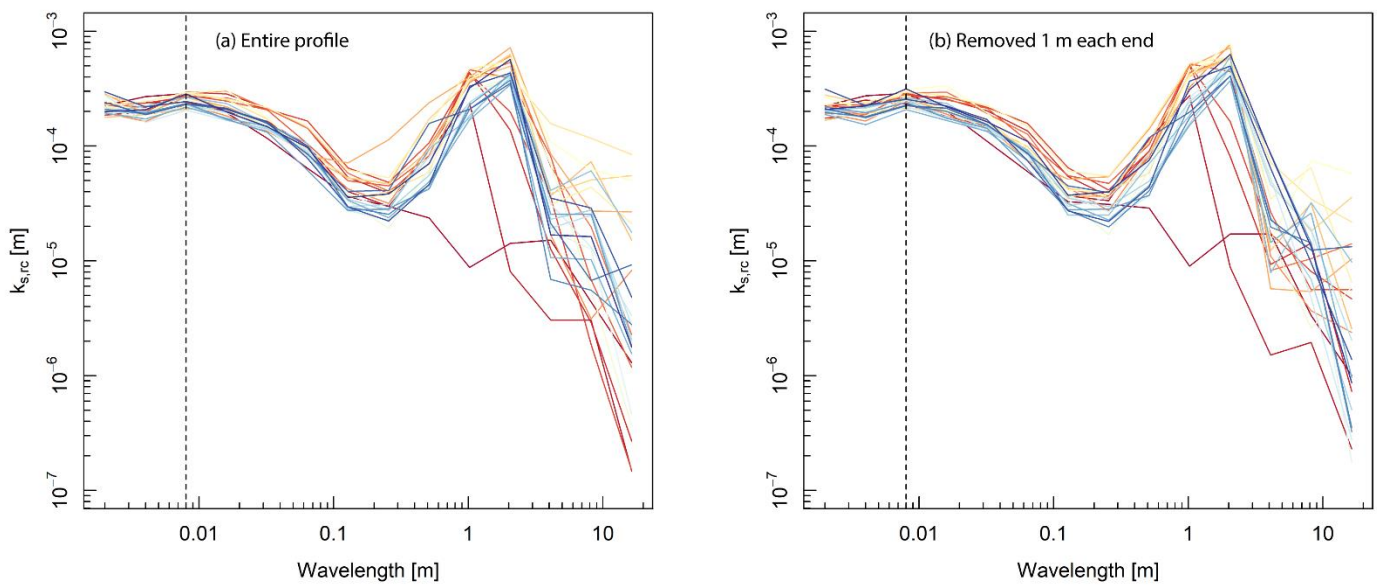 (a) Entire profile
10⁻³
10⁻⁴
10⁻⁵
10⁻⁶
10⁻⁷
k_s,rc [m]
0.01 0.1 1 10
Wavelength [m]
(b) Removed 1 m each end
10⁻³
10⁻⁴
10⁻⁵
10⁻⁶
10⁻⁷
k_s,rc [m]
0.01 0.1 1 10
Wavelength [m]